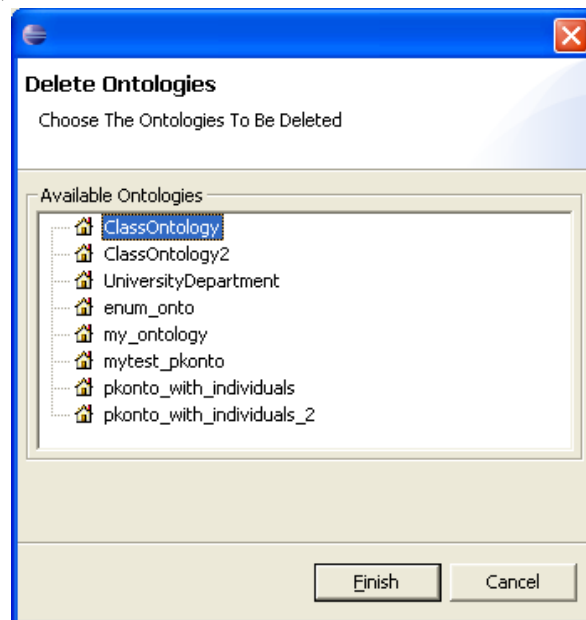 Delete Ontologies
Choose The Ontologies To Be Deleted
Available Ontologies
ClassOntology
ClassOntology2
UniversityDepartment
enum_onto
my_ontology
mytest_pkonto
pkonto_with_individuals
pkonto_with_individuals_2
Finish Cancel